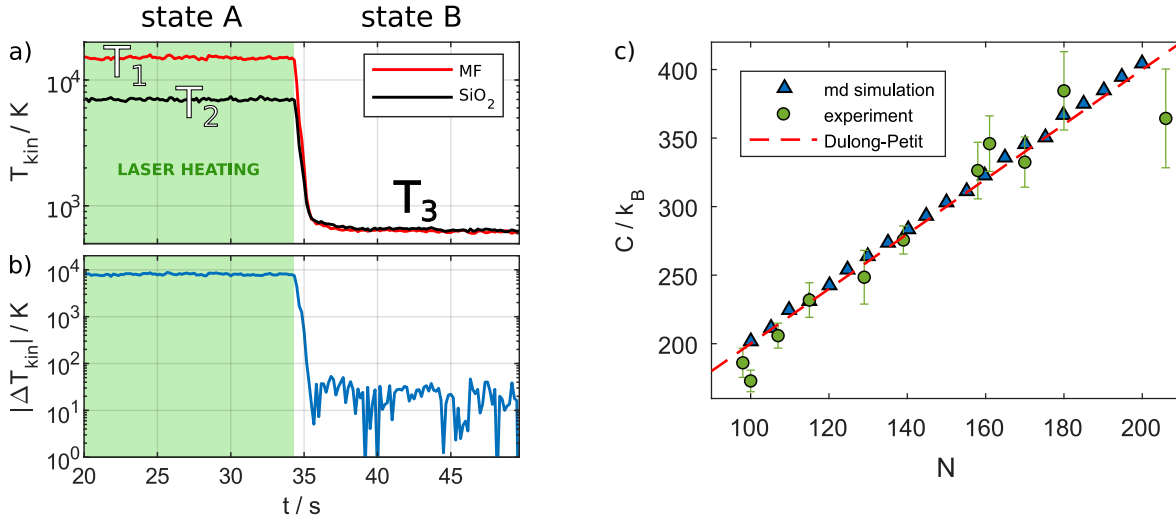 state A
state B
a)
T_kin / K
10^4
10^3
T_1
T_2
LASER HEATING
T_3
MF
SiO_2
b)
|ΔT_kin| / K
10^4
10^3
10^2
10^1
10^0
20
25
30
35
40
45
t / s
c)
C / k_B
400
350
300
250
200
md simulation
experiment
Dulong-Petit
100
120
140
160
180
200
N